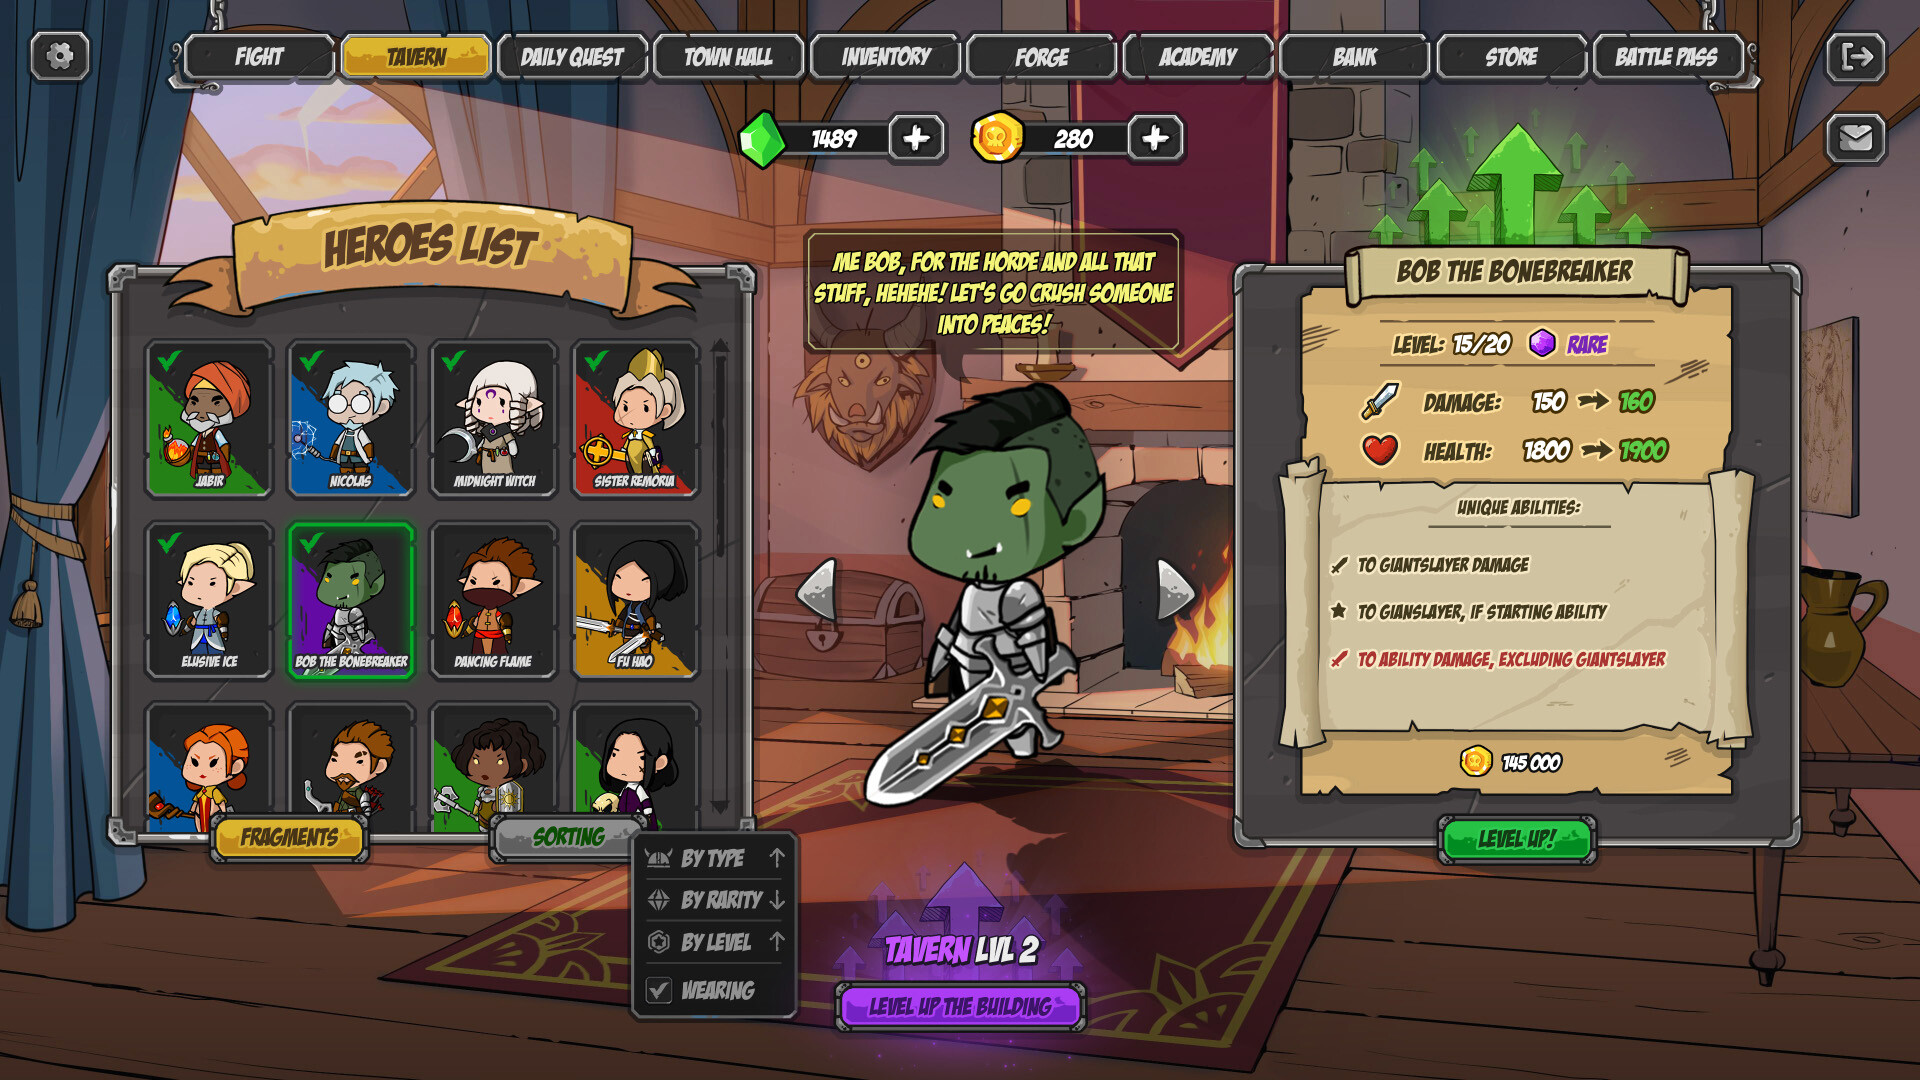 FIGHT
TAVERN
DAILY QUEST
TOWN HALL
INVENTORY
FORGE
ACADEMY
BANK
STORE
BATTLE PASS
1489
280
HEROES LIST
JABIR
NICOLAS
MIDNIGHT WITCH
SISTER REMORIA
ELUSIVE ICE
BOB THE BONEBREAKER
DANCING FLAME
FU HAO
FRAGMENTS
SORTING
BY TYPE
BY RARITY
BY LEVEL
WEARING
ME BOB, FOR THE HORDE AND ALL THAT
STUFF, HEHEHE! LET'S GO CRUSH SOMEONE
INTO PEACES!
TAVERN LVL 2
LEVEL UP THE BUILDING
BOB THE BONEBREAKER
LEVEL: 15/20 RARE
DAMAGE: 150 160
HEALTH: 1800 1900
UNIQUE ABILITIES:
TO GIANTSLAYER DAMAGE
TO GIANSLAYER, IF STARTING ABILITY
TO ABILITY DAMAGE, EXCLUDING GIANTSLAYER
145 000
LEVEL UP!